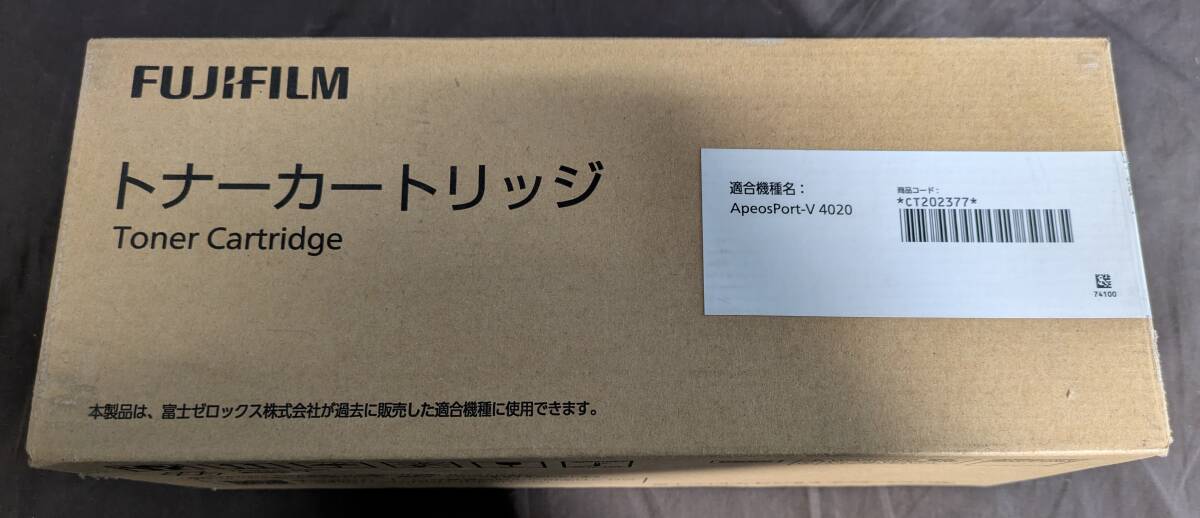 FUJIFILM
トナーカートリッジ
Toner Cartridge
適合機種名：
ApeosPort-V 4020
商品コード：
*CT202377*
74100
本製品は、富士ゼロックス株式会社が過去に販売した適合機種に使用できます。